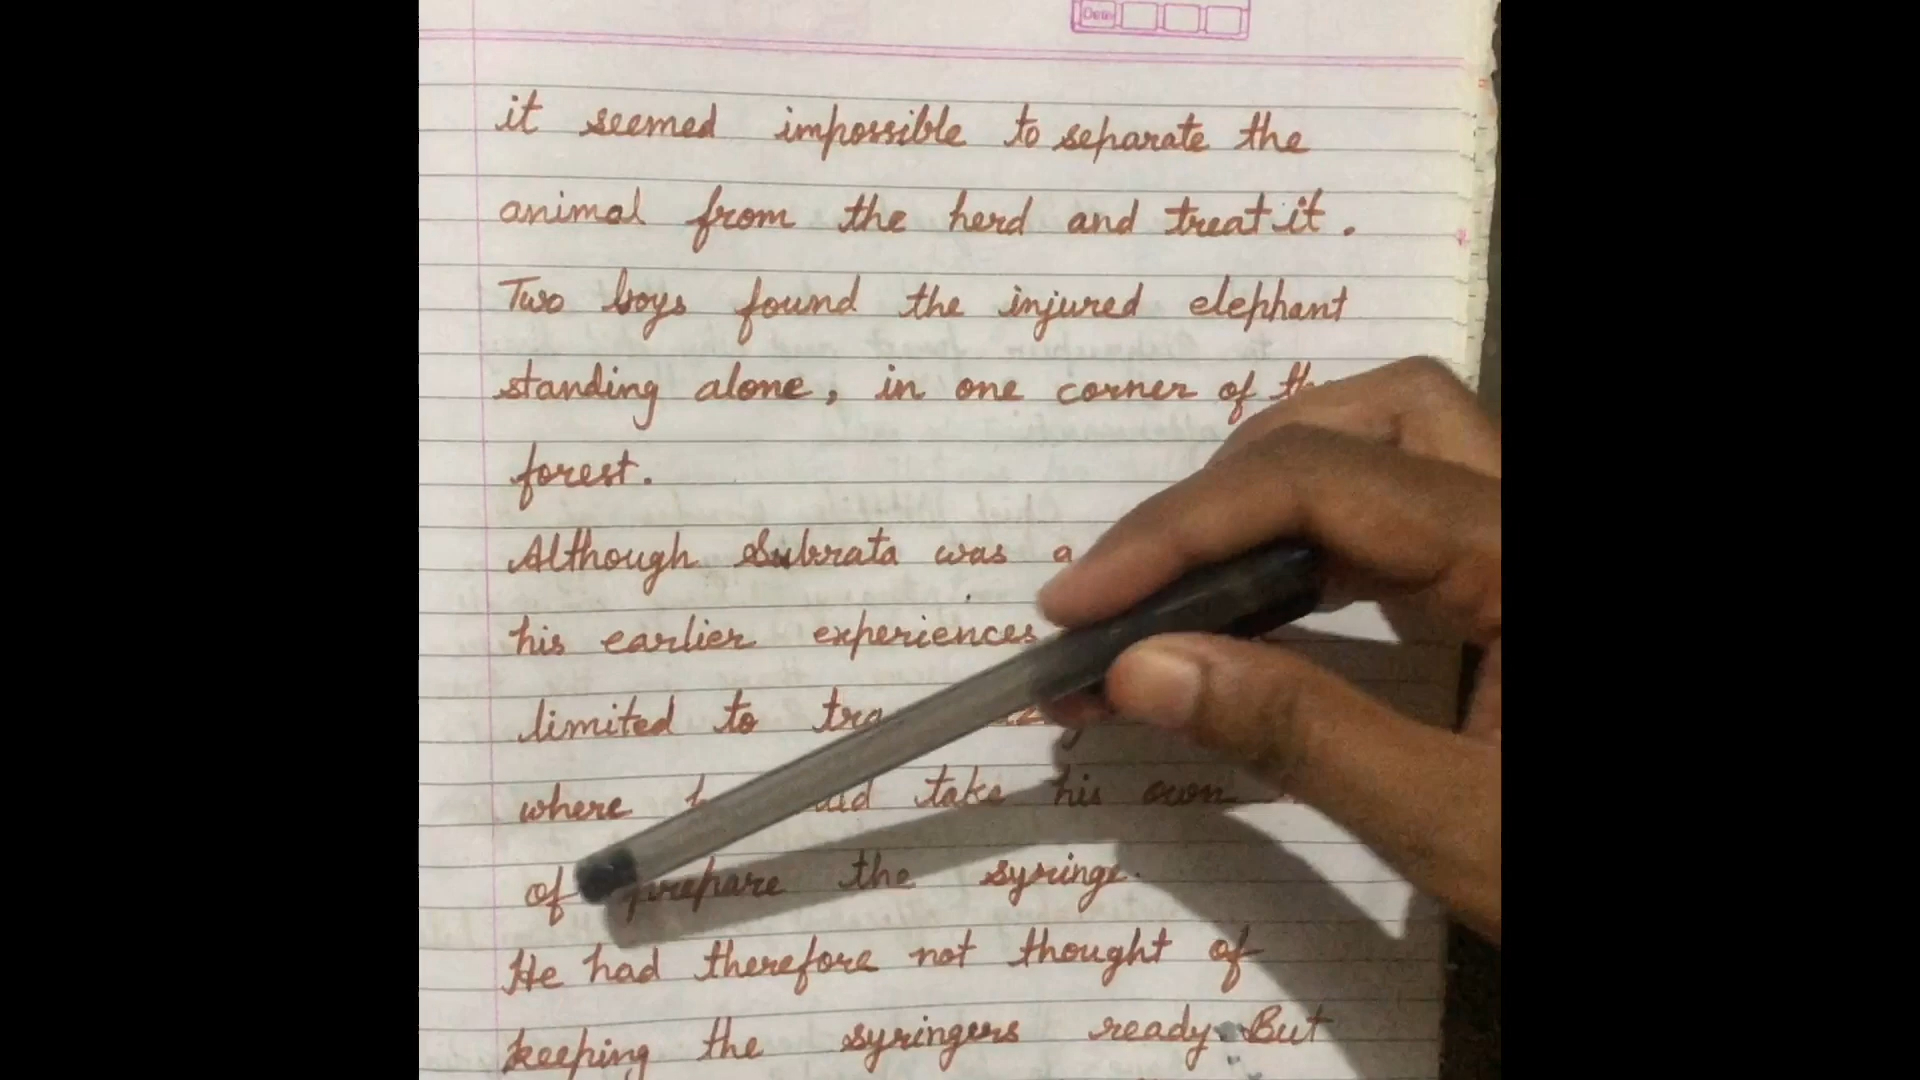 Date
it seemed impossible to separate the
animal from the herd and treat it.
Two boys found the injured elephant
standing alone, in one corner of the
forest.
Although Subrata was a
his earlier experiences
limited to
where take his own
of prepare the syringe.
He had therefore not thought of
keeping the syringers ready. But